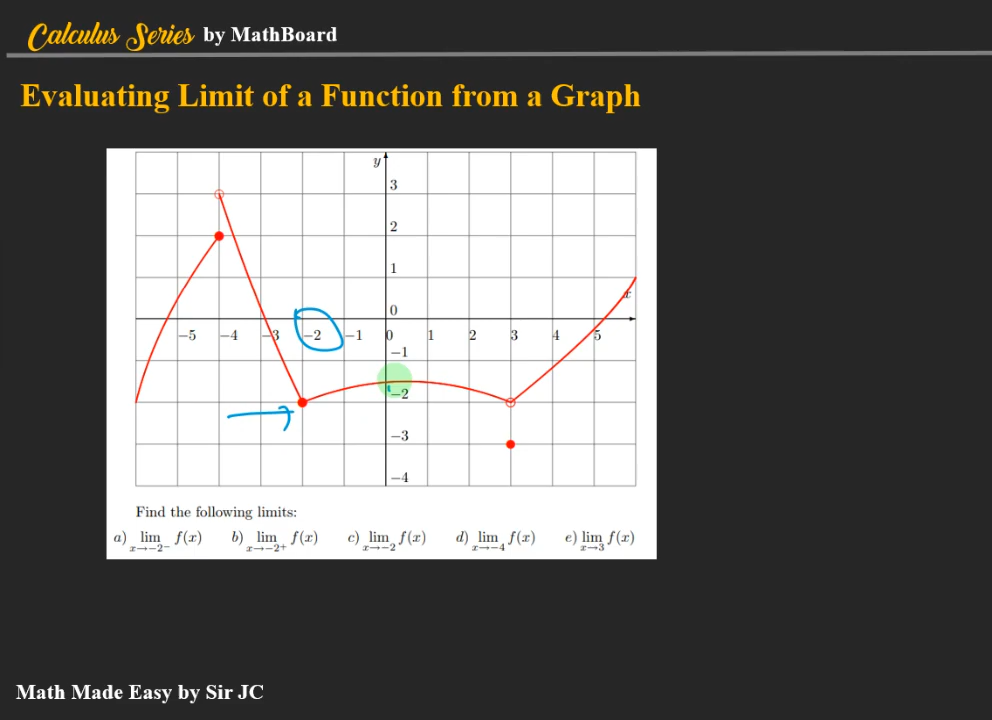 Calculus Series by MathBoard
Evaluating Limit of a Function from a Graph
y
3
2
1
0
x
−5 −4 −3 −2 −1 0 1 2 3 4 5
−1
−2
−3
−4
Find the following limits:
a) lim x→−2− f(x) b) lim x→−2+ f(x) c) lim x→−2 f(x) d) lim x→−4 f(x) e) lim x→3 f(x)
Math Made Easy by Sir JC